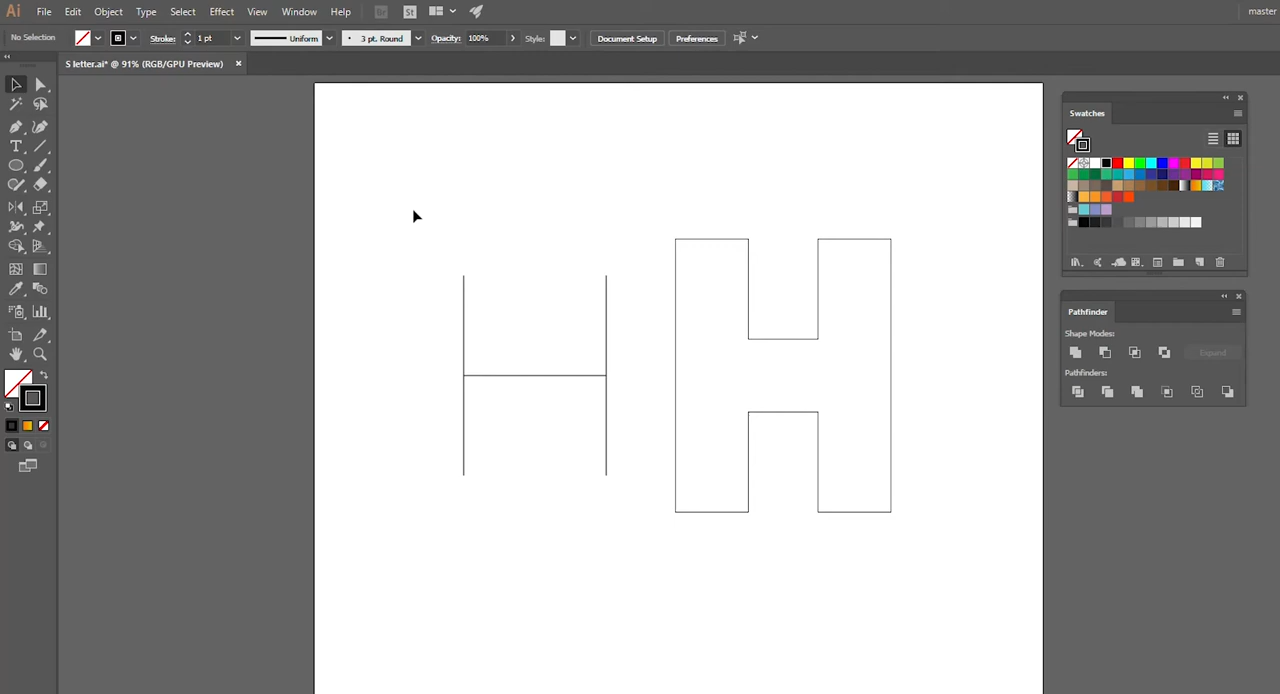 Ai File Edit Object Type Select Effect View Window Help Br St master
No Selection Stroke: 1 pt Uniform 3 pt. Round Opacity: 100% Style: Document Setup Preferences
S letter.ai* @ 91% (RGB/GPU Preview)
Swatches
Pathfinder
Shape Modes:
Expand
Pathfinders:
H H